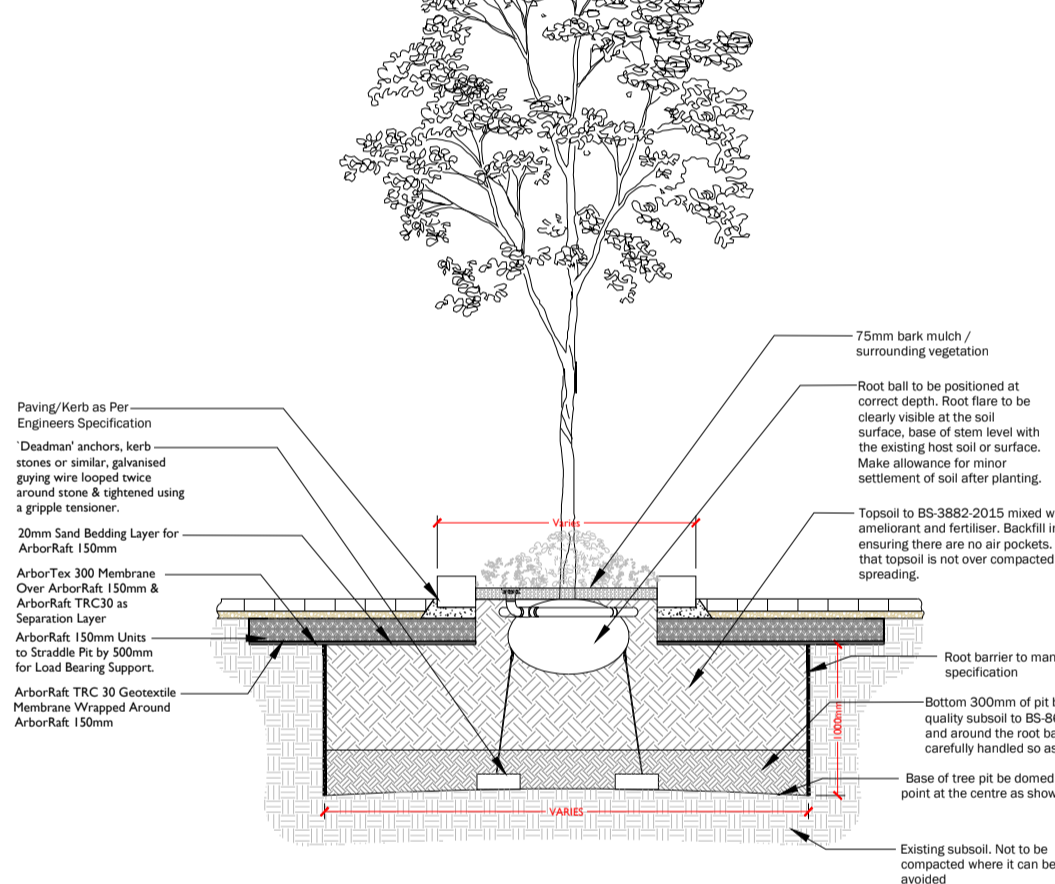 75mm bark mulch /
surrounding vegetation
Paving/Kerb as Per
Engineers Specification
'Deadman' anchors, kerb
stones or similar, galvanised
guying wire looped twice
around stone & tightened using
a gripple tensioner.
20mm Sand Bedding Layer for
ArborRaft 150mm
ArborTex 300 Membrane
Over ArborRaft 150mm &
ArborRaft TRC30 as
Separation Layer
ArborRaft 150mm Units
to Straddle Pit by 500mm
for Load Bearing Support.
ArborRaft TRC 30 Geotextile
Membrane Wrapped Around
ArborRaft 150mm
Root ball to be positioned at
correct depth. Root flare to be
clearly visible at the soil
surface, base of stem level with
the existing host soil or surface.
Make allowance for minor
settlement of soil after planting.
Varies
Topsoil to BS-3882-2015 mixed
ameliorant and fertiliser. Backfill
ensuring there are no air pockets.
that topsoil is not over compacted
spreading.
Root barrier to
specification
1000mm
Bottom 300mm of pit
quality subsoil to
and around the root
carefully handled so as
Base of tree pit be domed
point at the centre as
VARIES
Existing subsoil. Not to be
compacted where it can be
avoided